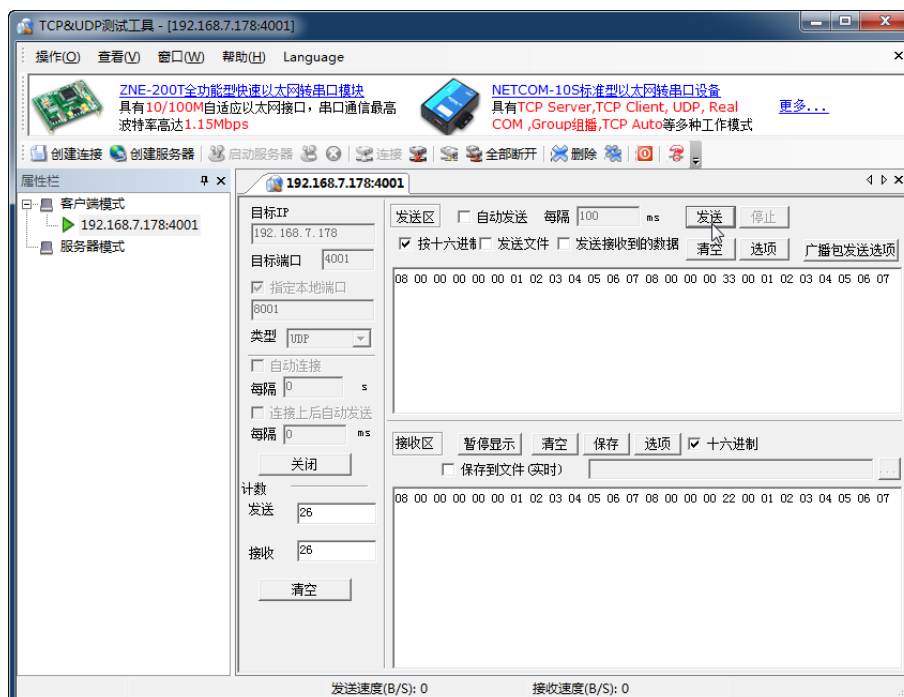 TCP&UDP测试工具 - [192.168.7.178:4001]
操作(O) 查看(V) 窗口(W) 帮助(H) Language
ZNE-200T全功能型快速以太网转串口模块
具有10/100M自适应以太网接口，串口通信最高
波特率高达1.15Mbps
NETCOM-10S标准型以太网转串口设备
具有TCP Server,TCP Client, UDP, Real
COM ,Group组播,TCP Auto等多种工作模式
更多...
创建连接 创建服务器 启动服务器 连接 全部断开 删除
属性栏
客户端模式
192.168.7.178:4001
服务器模式
192.168.7.178:4001
目标IP
192.168.7.178
目标端口 4001
指定本地端口
8001
类型 UDP
自动连接
每隔 0 s
连接上后自动发送
每隔 0 ms
关闭
计数
发送 26
接收 26
清空
发送区 自动发送 每隔 100 ms 发送 停止
按十六进制 发送文件 发送接收到的数据 清空 选项 广播包发送选项
08 00 00 00 00 00 01 02 03 04 05 06 07 08 00 00 00 33 00 01 02 03 04 05 06 07
接收区 暂停显示 清空 保存 选项 十六进制
保存到文件(实时) ...
08 00 00 00 00 00 01 02 03 04 05 06 07 08 00 00 00 22 00 01 02 03 04 05 06 07
发送速度(B/S): 0 接收速度(B/S): 0